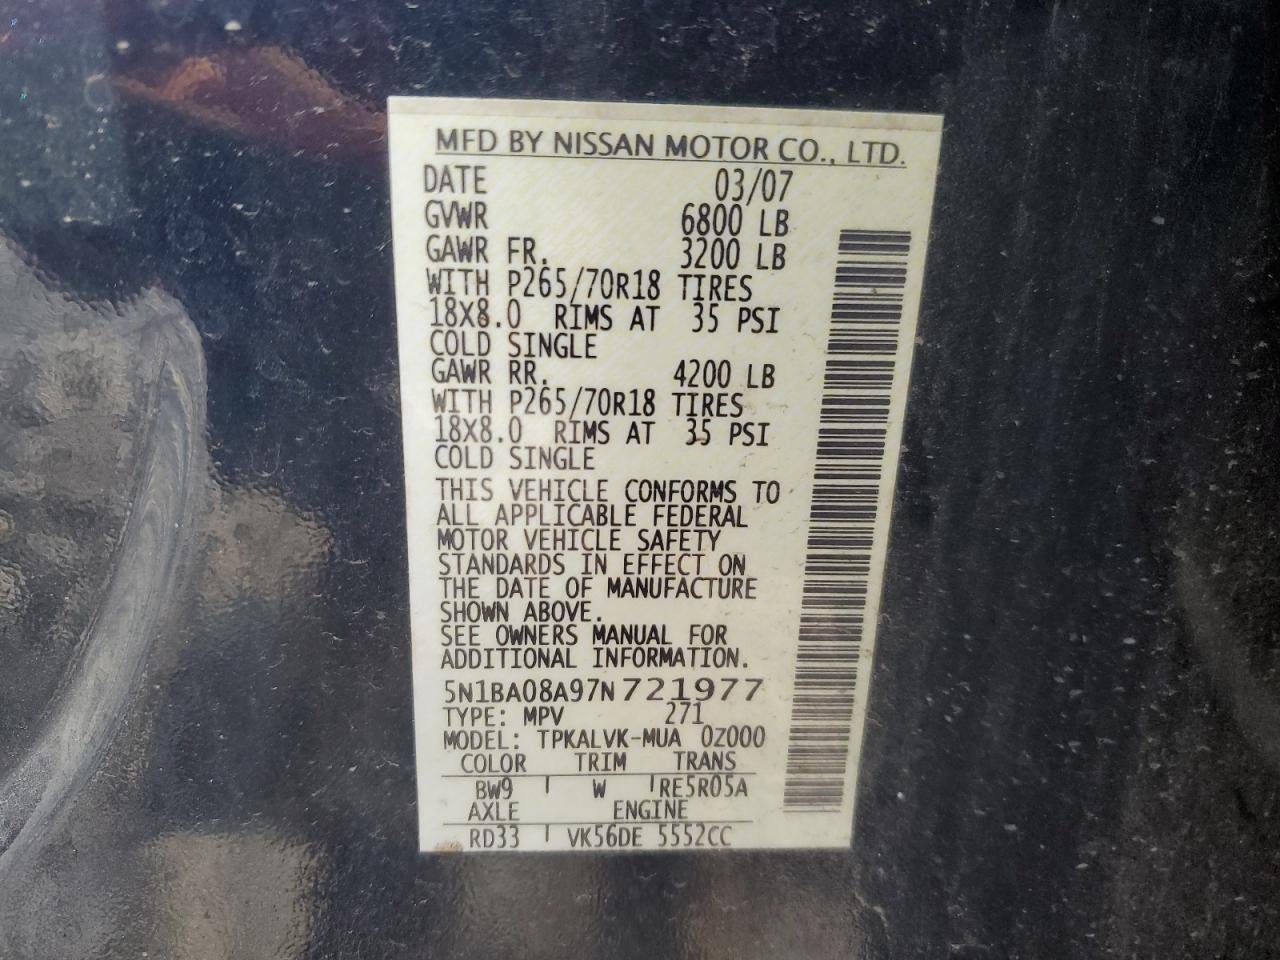 MFD BY NISSAN MOTOR CO., LTD.
DATE 03/07
GVWR 6800 LB
GAWR FR. 3200 LB
WITH P265/70R18 TIRES
18X8.0 RIMS AT 35 PSI
COLD SINGLE
GAWR RR. 4200 LB
WITH P265/70R18 TIRES
18X8.0 RIMS AT 35 PSI
COLD SINGLE
THIS VEHICLE CONFORMS TO
ALL APPLICABLE FEDERAL
MOTOR VEHICLE SAFETY
STANDARDS IN EFFECT ON
THE DATE OF MANUFACTURE
SHOWN ABOVE.
SEE OWNERS MANUAL FOR
ADDITIONAL INFORMATION.
5N1BA08A97N721977
TYPE: MPV 271
MODEL: TPKALVK-MUA 0Z000
COLOR TRIM TRANS
BW9 W RE5R05A
AXLE ENGINE
RD33 VK56DE 5552CC